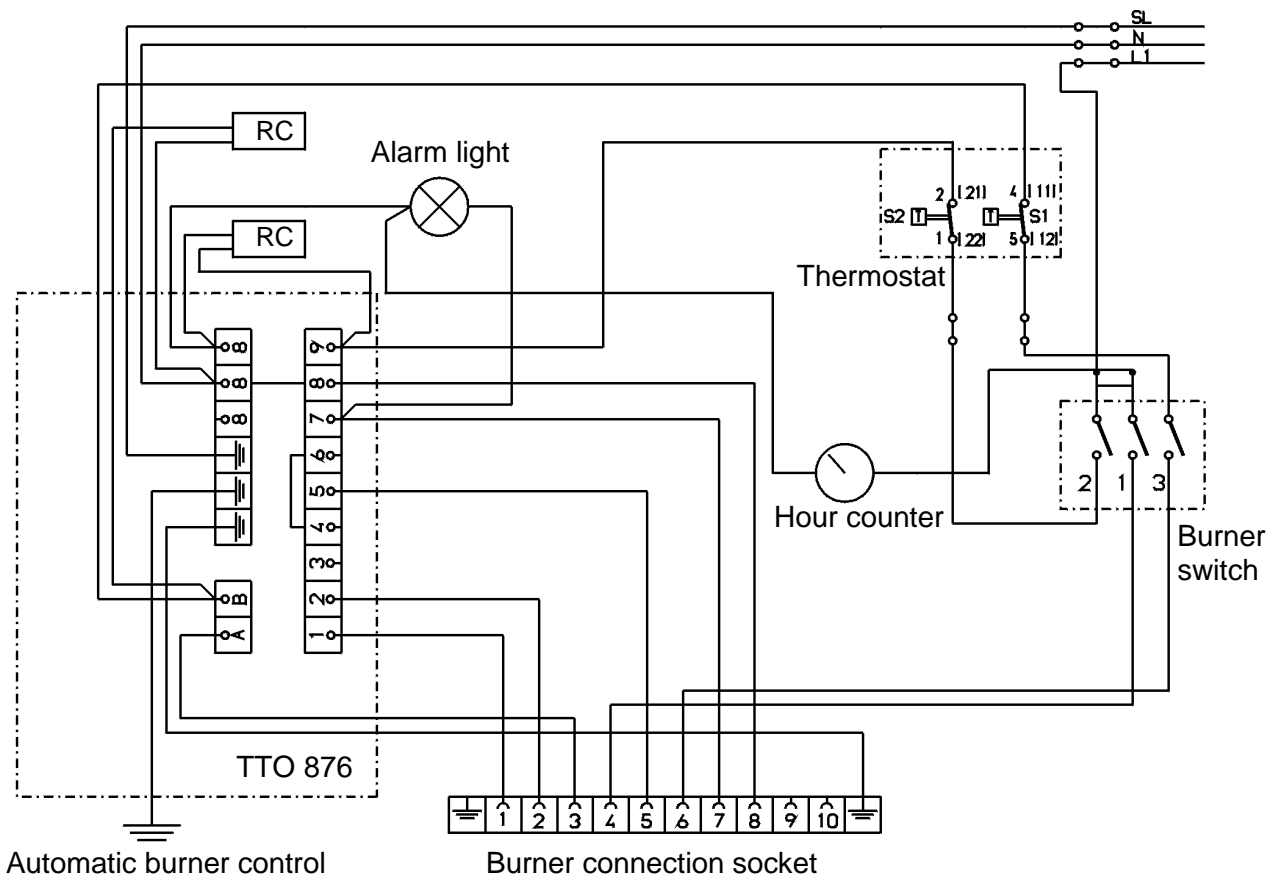 SL
N
L1
RC
Alarm light
RC
2 |21|
4 |11|
S2 T
T S1
1 |22|
5 |12|
Thermostat
8
9
8
8
8
7
6
5
4
3
B
2
A
1
Hour counter
2 1 3
Burner
switch
TTO 876
1 2 3 4 5 6 7 8 9 10
Automatic burner control
Burner connection socket